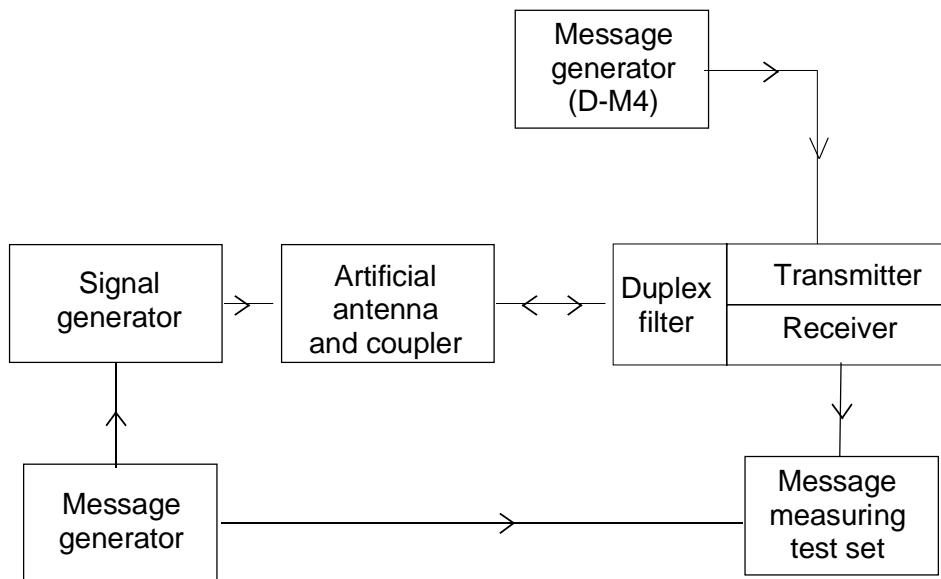 Message
generator
(D-M4)
Signal
generator
Artificial
antenna
and coupler
Duplex
filter
Transmitter
Receiver
Message
generator
Message
measuring
test set